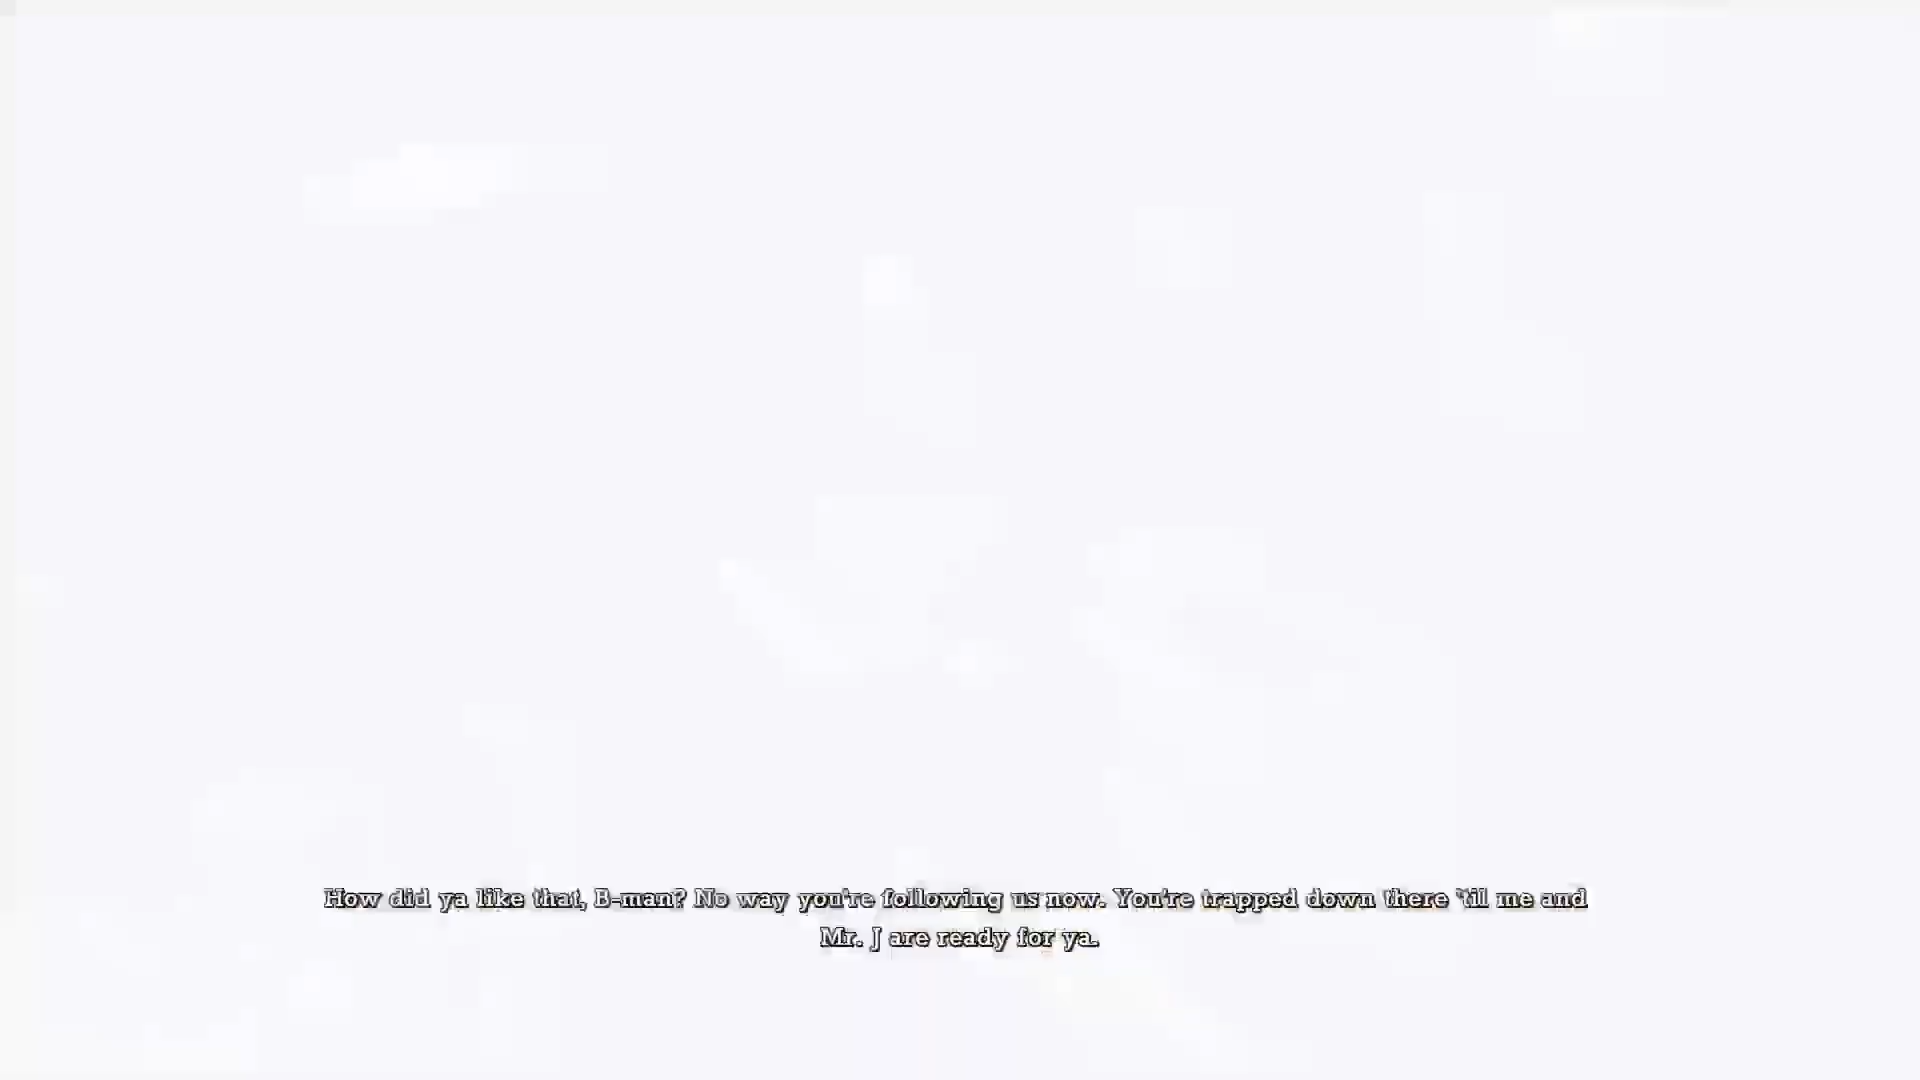 How did ya like that, B-man? No way you're following us now. You're trapped down there 'til me and
Mr. J are ready for ya.